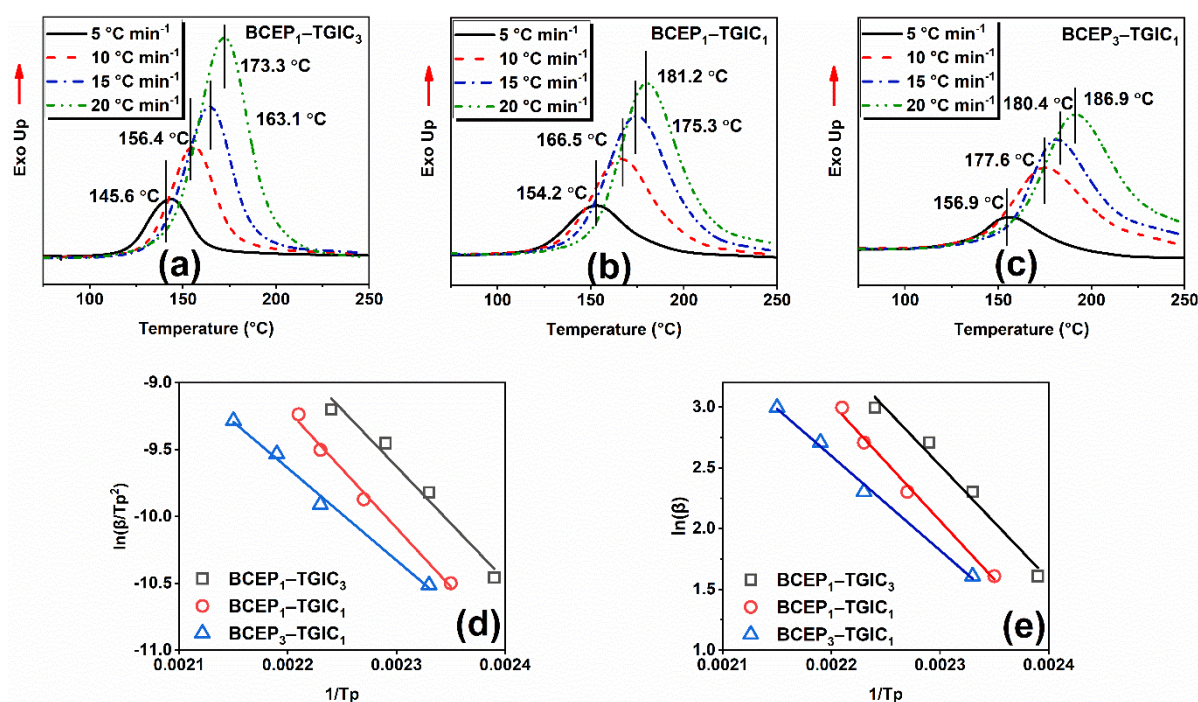 5 °C min⁻¹
10 °C min⁻¹
15 °C min⁻¹
20 °C min⁻¹
BCEP₁–TGIC₃
173.3 °C
163.1 °C
156.4 °C
145.6 °C
Exo Up
(a)
100 150 200 250
Temperature (°C)
5 °C min⁻¹
10 °C min⁻¹
15 °C min⁻¹
20 °C min⁻¹
BCEP₁–TGIC₁
181.2 °C
175.3 °C
166.5 °C
154.2 °C
Exo Up
(b)
100 150 200 250
Temperature (°C)
5 °C min⁻¹
10 °C min⁻¹
15 °C min⁻¹
20 °C min⁻¹
BCEP₃–TGIC₁
180.4 °C
186.9 °C
177.6 °C
156.9 °C
Exo Up
(c)
100 150 200 250
Temperature (°C)
-9.0
-9.5
-10.0
-10.5
-11.0
ln(β/Tp²)
BCEP₁–TGIC₃
BCEP₁–TGIC₁
BCEP₃–TGIC₁
(d)
0.0021 0.0022 0.0023 0.0024
1/Tp
3.0
2.5
2.0
1.5
1.0
ln(β)
BCEP₁–TGIC₃
BCEP₁–TGIC₁
BCEP₃–TGIC₁
(e)
0.0021 0.0022 0.0023 0.0024
1/Tp